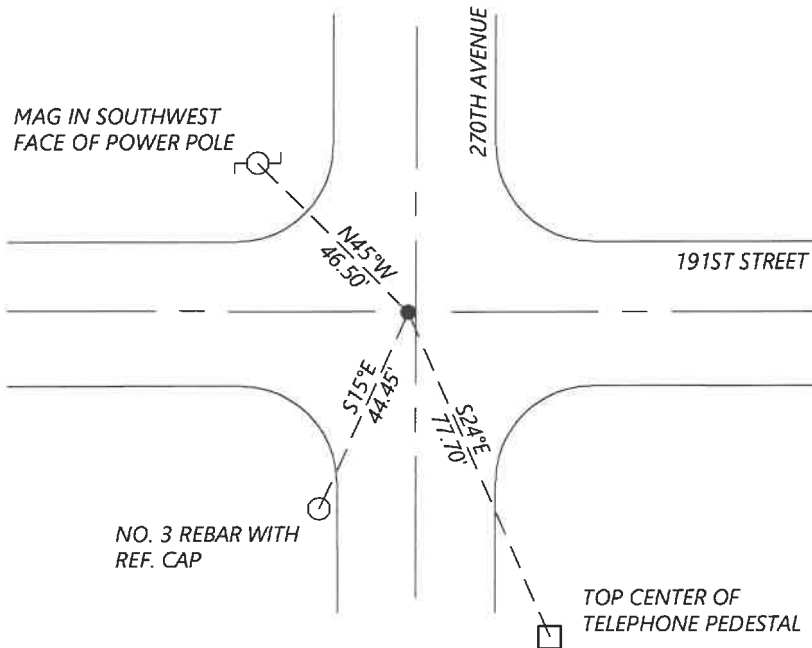 270TH AVENUE
MAG IN SOUTHWEST
FACE OF POWER POLE
N45°W
46.50'
191ST STREET
S15°E
44.45'
S24°E
77.70'
NO. 3 REBAR WITH
REF. CAP
TOP CENTER OF
TELEPHONE PEDESTAL